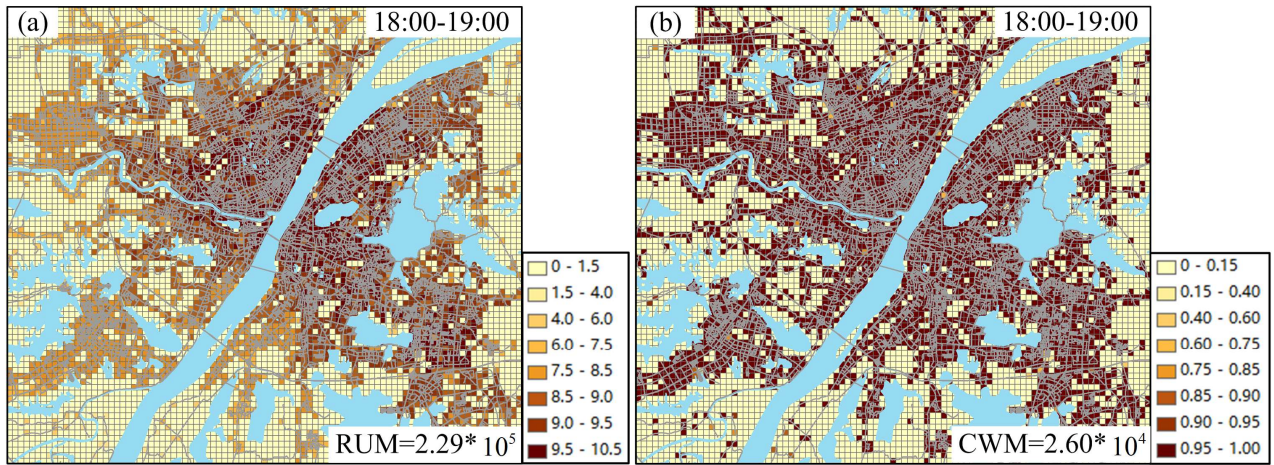 (a)
18:00-19:00
0 - 1.5
1.5 - 4.0
4.0 - 6.0
6.0 - 7.5
7.5 - 8.5
8.5 - 9.0
9.0 - 9.5
9.5 - 10.5
RUM=2.29* 10⁵
(b)
18:00-19:00
0 - 0.15
0.15 - 0.40
0.40 - 0.60
0.60 - 0.75
0.75 - 0.85
0.85 - 0.90
0.90 - 0.95
0.95 - 1.00
CWM=2.60* 10⁴